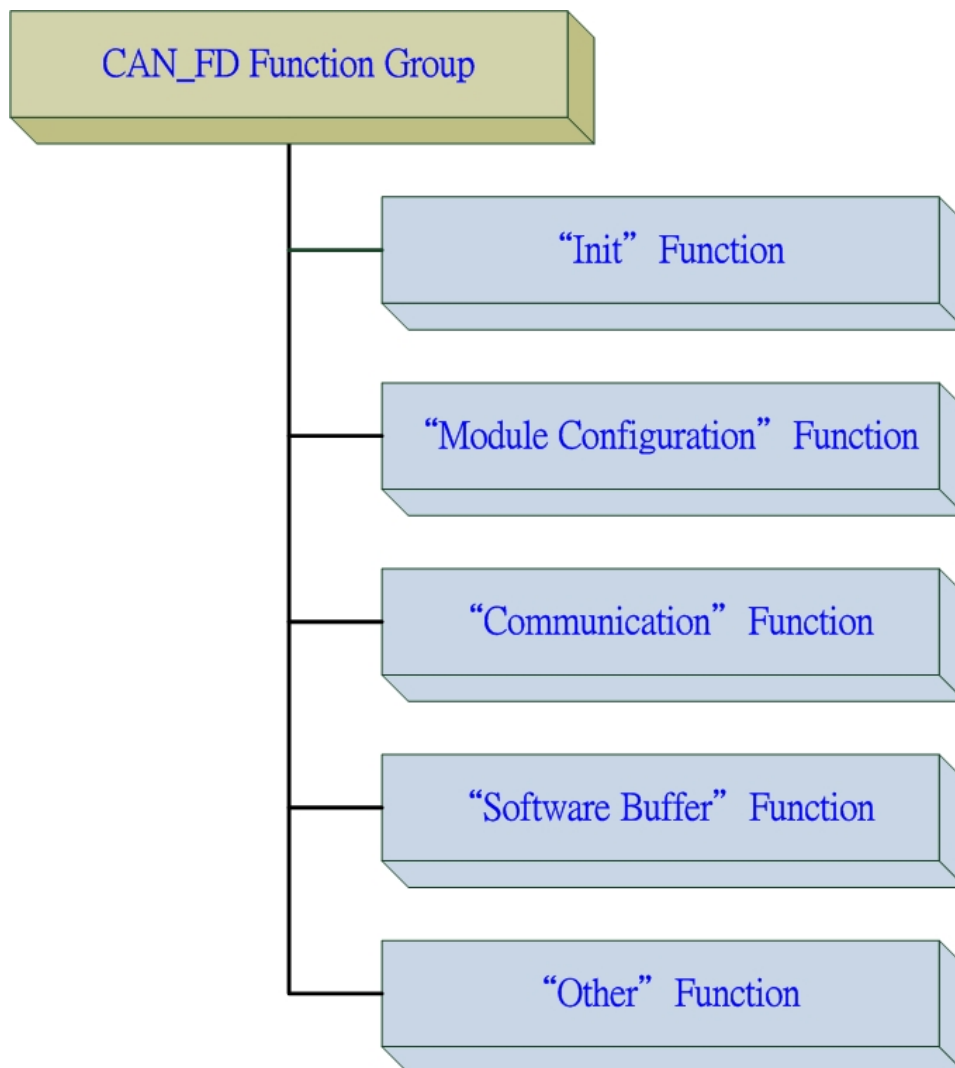 CAN_FD Function Group
“Init” Function
“Module Configuration” Function
“Communication” Function
“Software Buffer” Function
“Other” Function